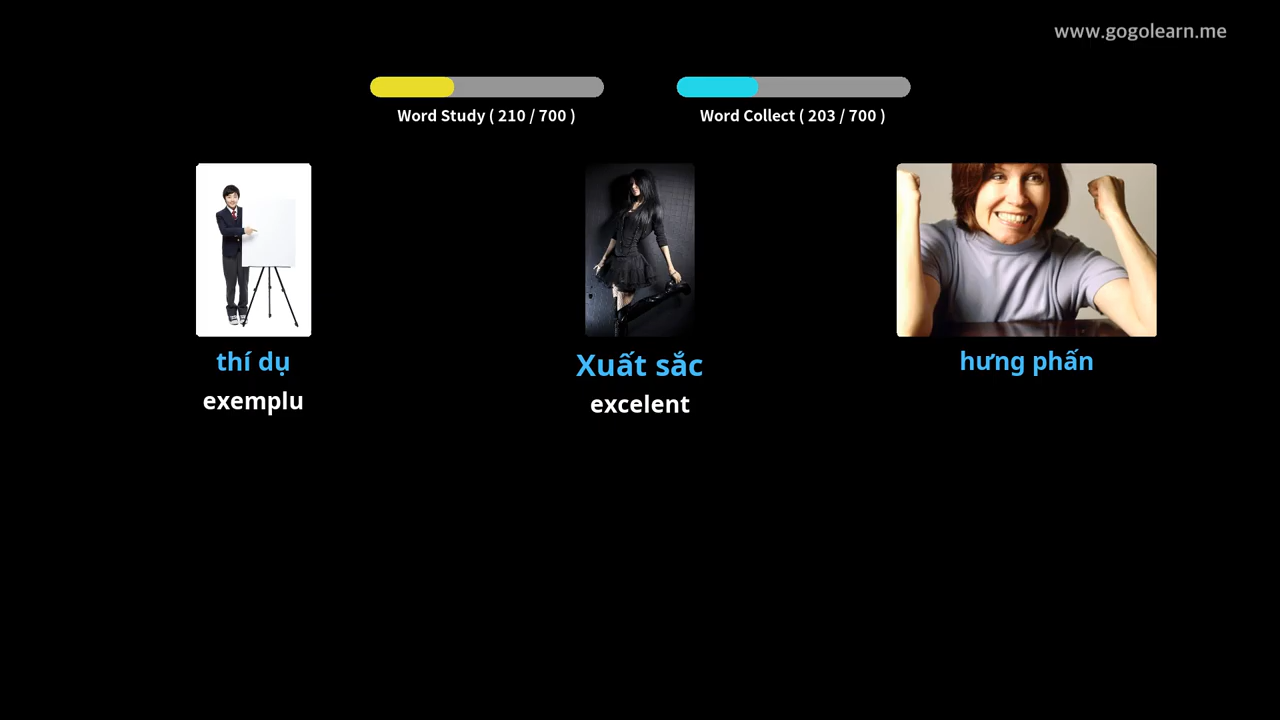 www.gogolearn.me
Word Study ( 210 / 700 )
Word Collect ( 203 / 700 )
thí dụ
exemplu
Xuất sắc
excelent
hưng phấn